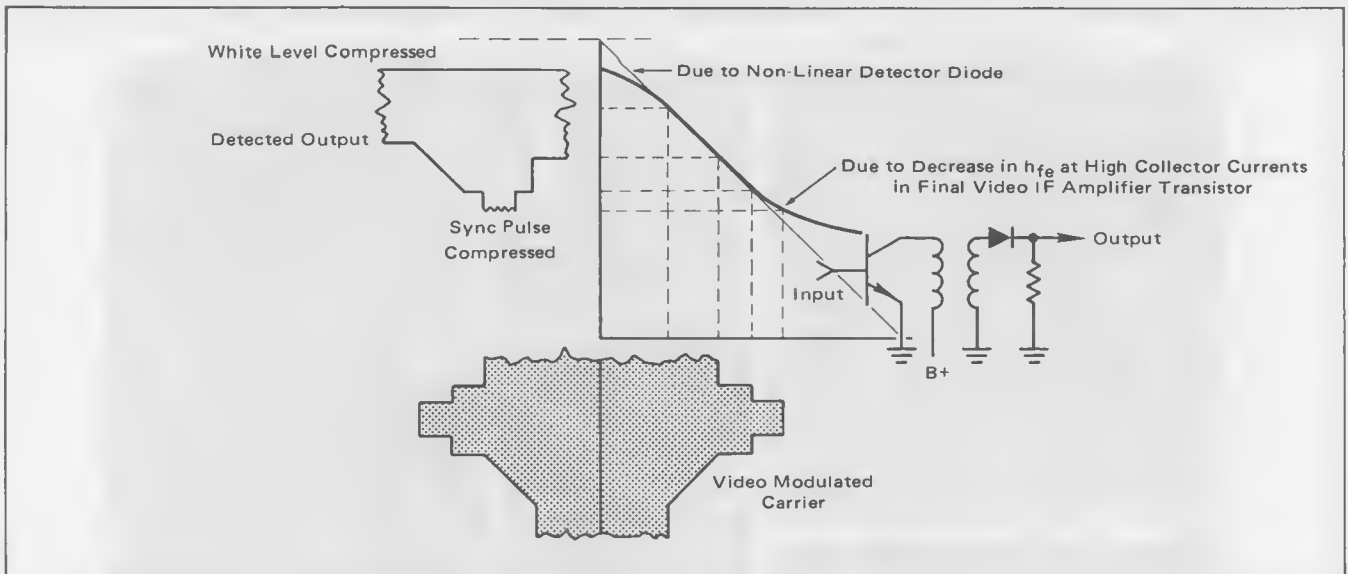 White Level Compressed
Due to Non-Linear Detector Diode
Detected Output
Due to Decrease in hfe at High Collector Currents
in Final Video IF Amplifier Transistor
Sync Pulse
Compressed
Output
Input
B+
Video Modulated
Carrier